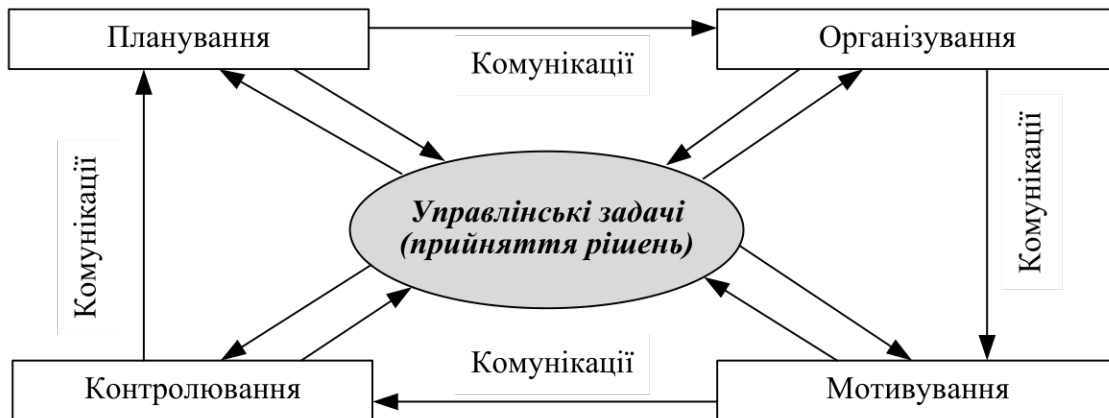 Планування
Організування
Комунікації
Комунікації
Комунікації
Управлінські задачі
(прийняття рішень)
Комунікації
Контролювання
Мотивування